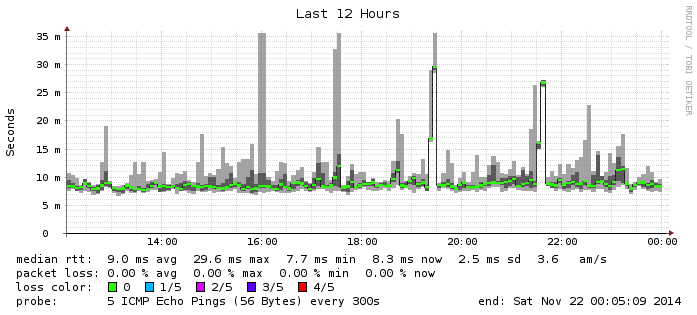 Last 12 Hours
RRDTOOL / TOBI OETIKER
Seconds
35 m
30 m
25 m
20 m
15 m
10 m
5 m
0
14:00 16:00 18:00 20:00 22:00 00:00
median rtt: 9.0 ms avg 29.6 ms max 7.7 ms min 8.3 ms now 2.5 ms sd 3.6 am/s
packet loss: 0.00 % avg 0.00 % max 0.00 % min 0.00 % now
loss color: 0 1/5 2/5 3/5 4/5
probe: 5 ICMP Echo Pings (56 Bytes) every 300s end: Sat Nov 22 00:05:09 2014